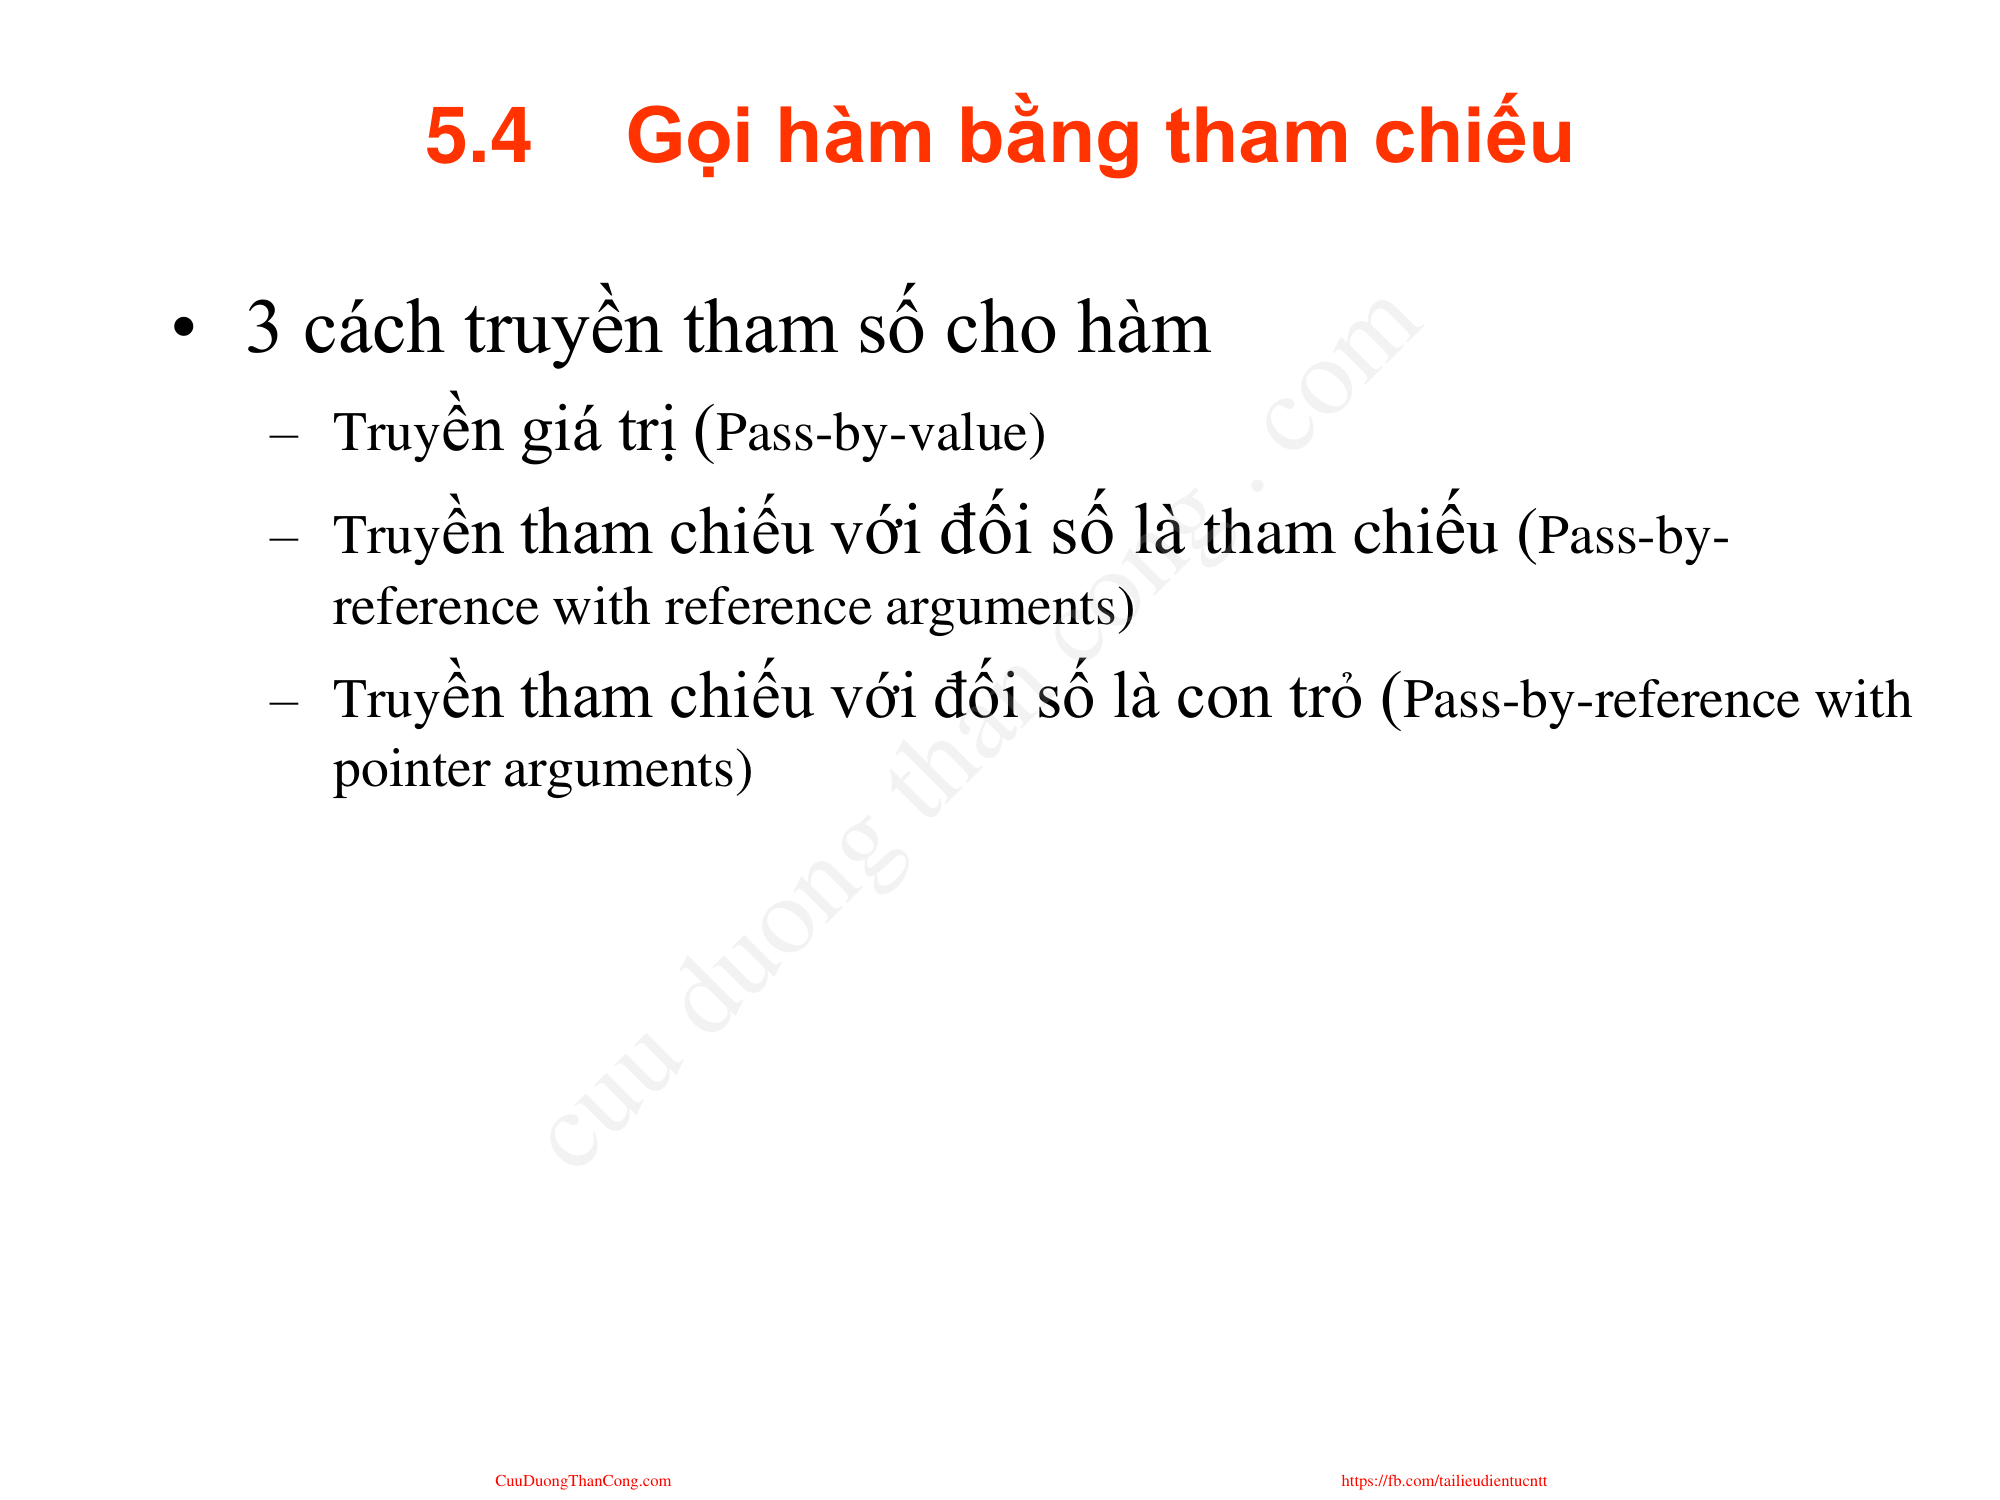 5.4 Gọi hàm bằng tham chiếu
• 3 cách truyền tham số cho hàm
– Truyền giá trị (Pass-by-value)
– Truyền tham chiếu với đối số là tham chiếu (Pass-by-
reference with reference arguments)
– Truyền tham chiếu với đối số là con trỏ (Pass-by-reference with
pointer arguments)
cuu duong than cong . com
CuuDuongThanCong.com https://fb.com/tailieudientucntt